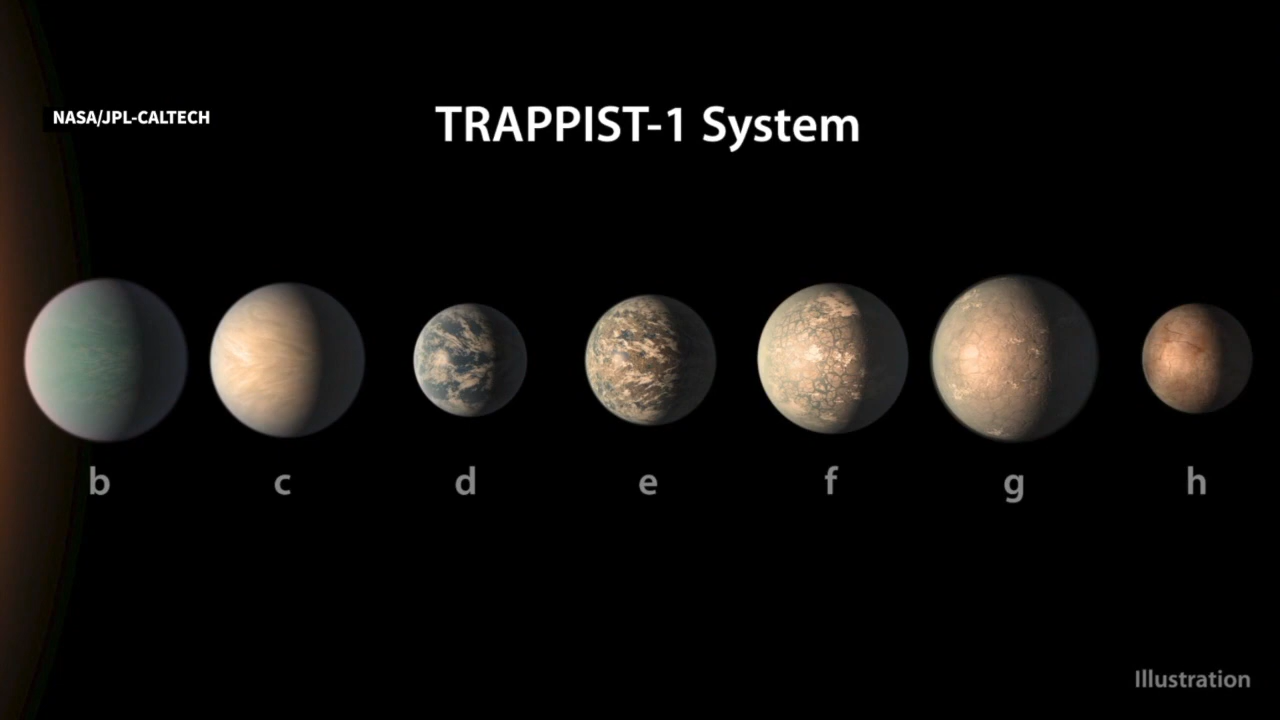 NASA/JPL-CALTECH
TRAPPIST-1 System
b c d e f g h
Illustration